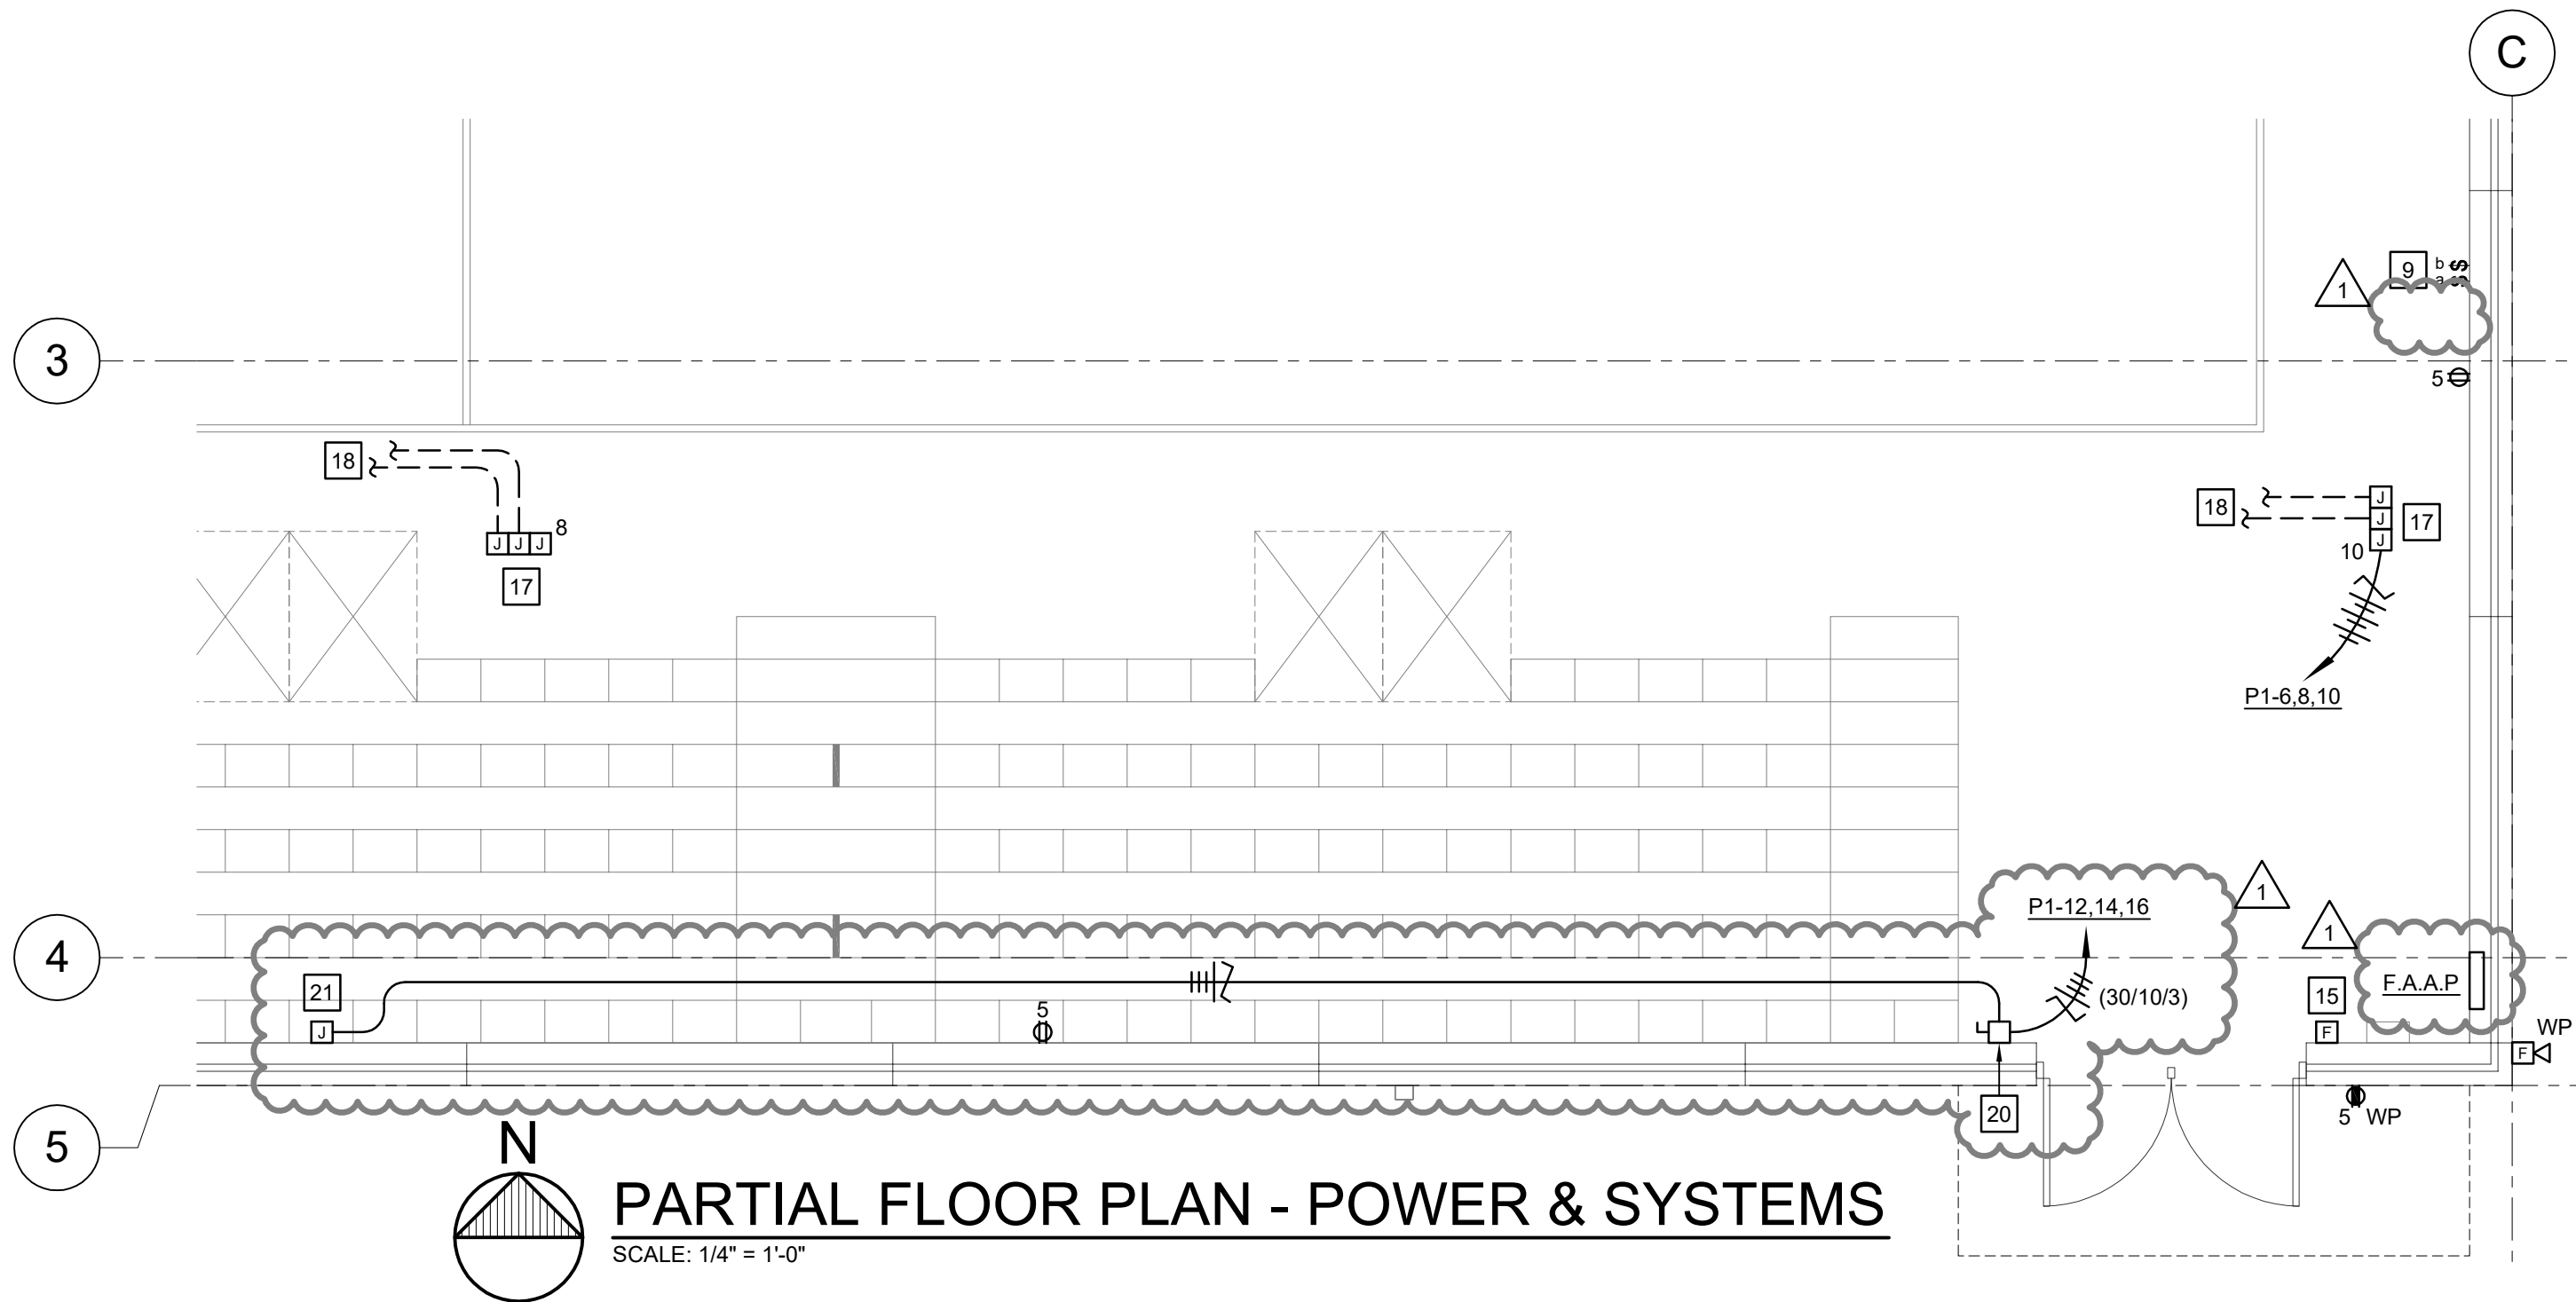 C
1
9
b
a
$
$
3
5
18
8
J
J
J
17
18
J
J
J
17
10
P1-6,8,10
P1-12,14,16
1
1
4
21
(30/10/3)
F.A.A.P
15
J
5
F
WP
F
20
5
WP
5
N
PARTIAL FLOOR PLAN - POWER & SYSTEMS
SCALE: 1/4" = 1'-0"